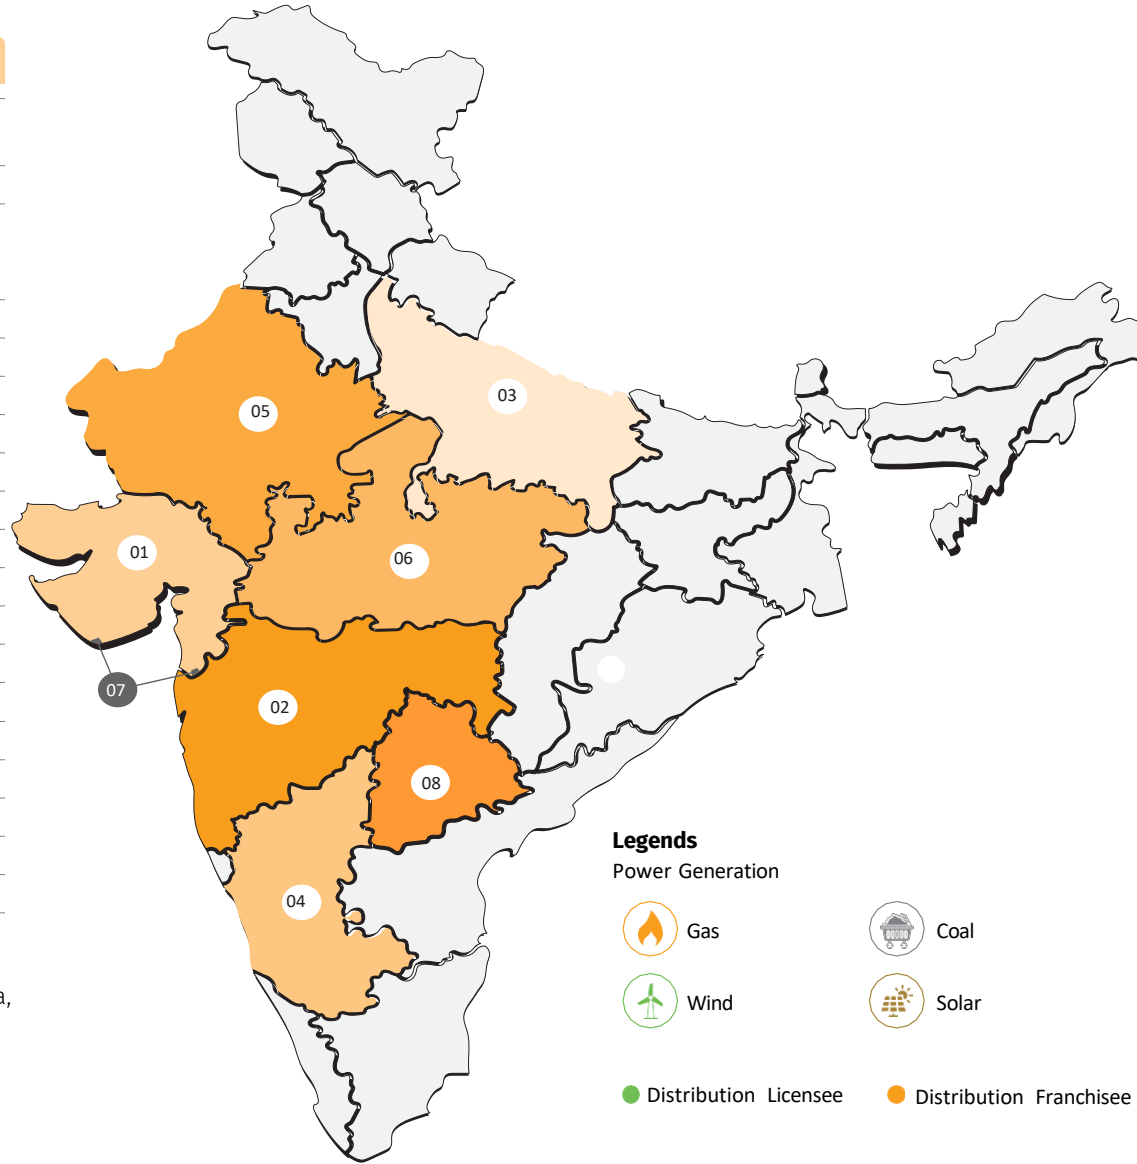 03
05
01
06
07
02
08
04
a,
Legends
Power Generation
Gas
Coal
Wind
Solar
Distribution Licensee
Distribution Franchisee